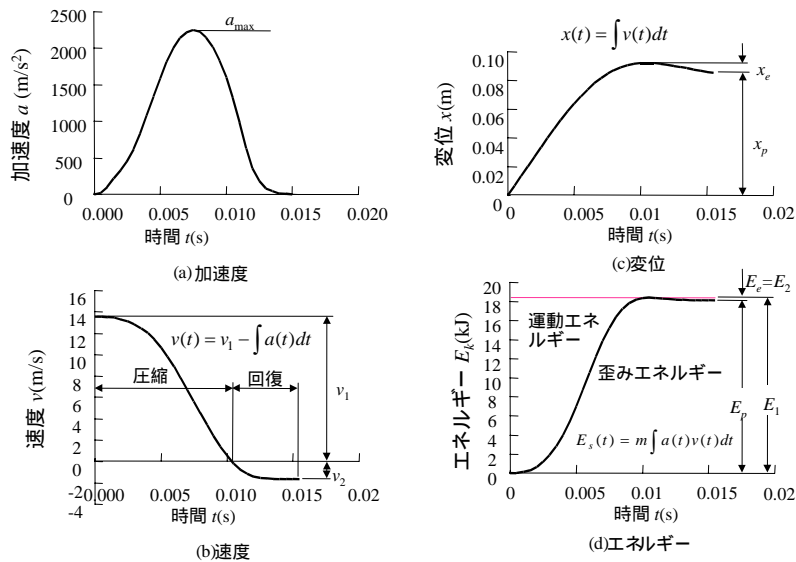 2500
2000
1500
1000
500
0
加速度 a (m/s²)
a_max
0.000 0.005 0.010 0.015 0.020
時間 t(s)
(a) 加速度
16
14
12
10
8
6
4
2
0
-2
-4
速度 v(m/s)
v(t) = v₁ − ∫a(t)dt
圧縮
回復
v₁
v₂
0.000 0.005 0.010 0.015 0.02
時間 t(s)
(b)速度
x(t) = ∫v(t)dt
0.10
0.08
0.06
0.04
0.02
0
変位 x(m)
x_e
x_p
0 0.005 0.01 0.015 0.02
時間 t(s)
(c)変位
20
18
16
14
12
10
8
6
4
2
0
エネルギー E_k(kJ)
E_e=E₂
運動エネ
ルギー
歪みエネルギー
E_p
E₁
E_s(t) = m∫a(t)v(t)dt
0 0.005 0.01 0.015 0.02
時間 t(s)
(d)エネルギー